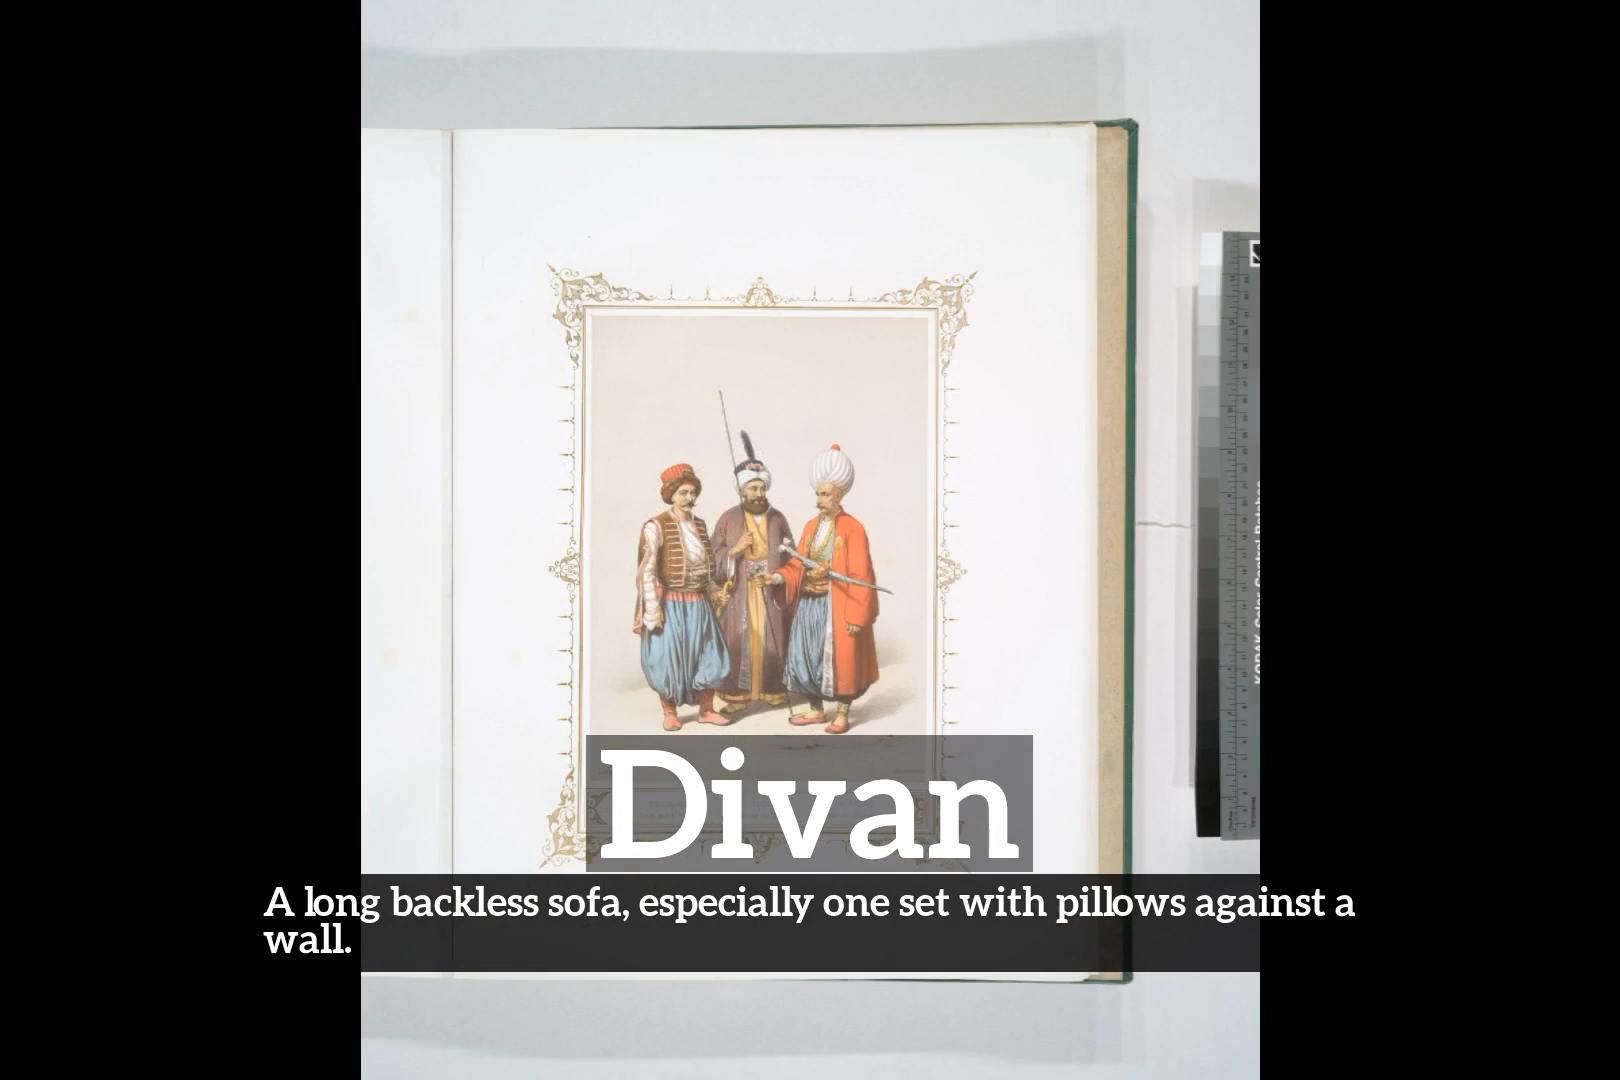 Divan
A long backless sofa, especially one set with pillows against a
wall.